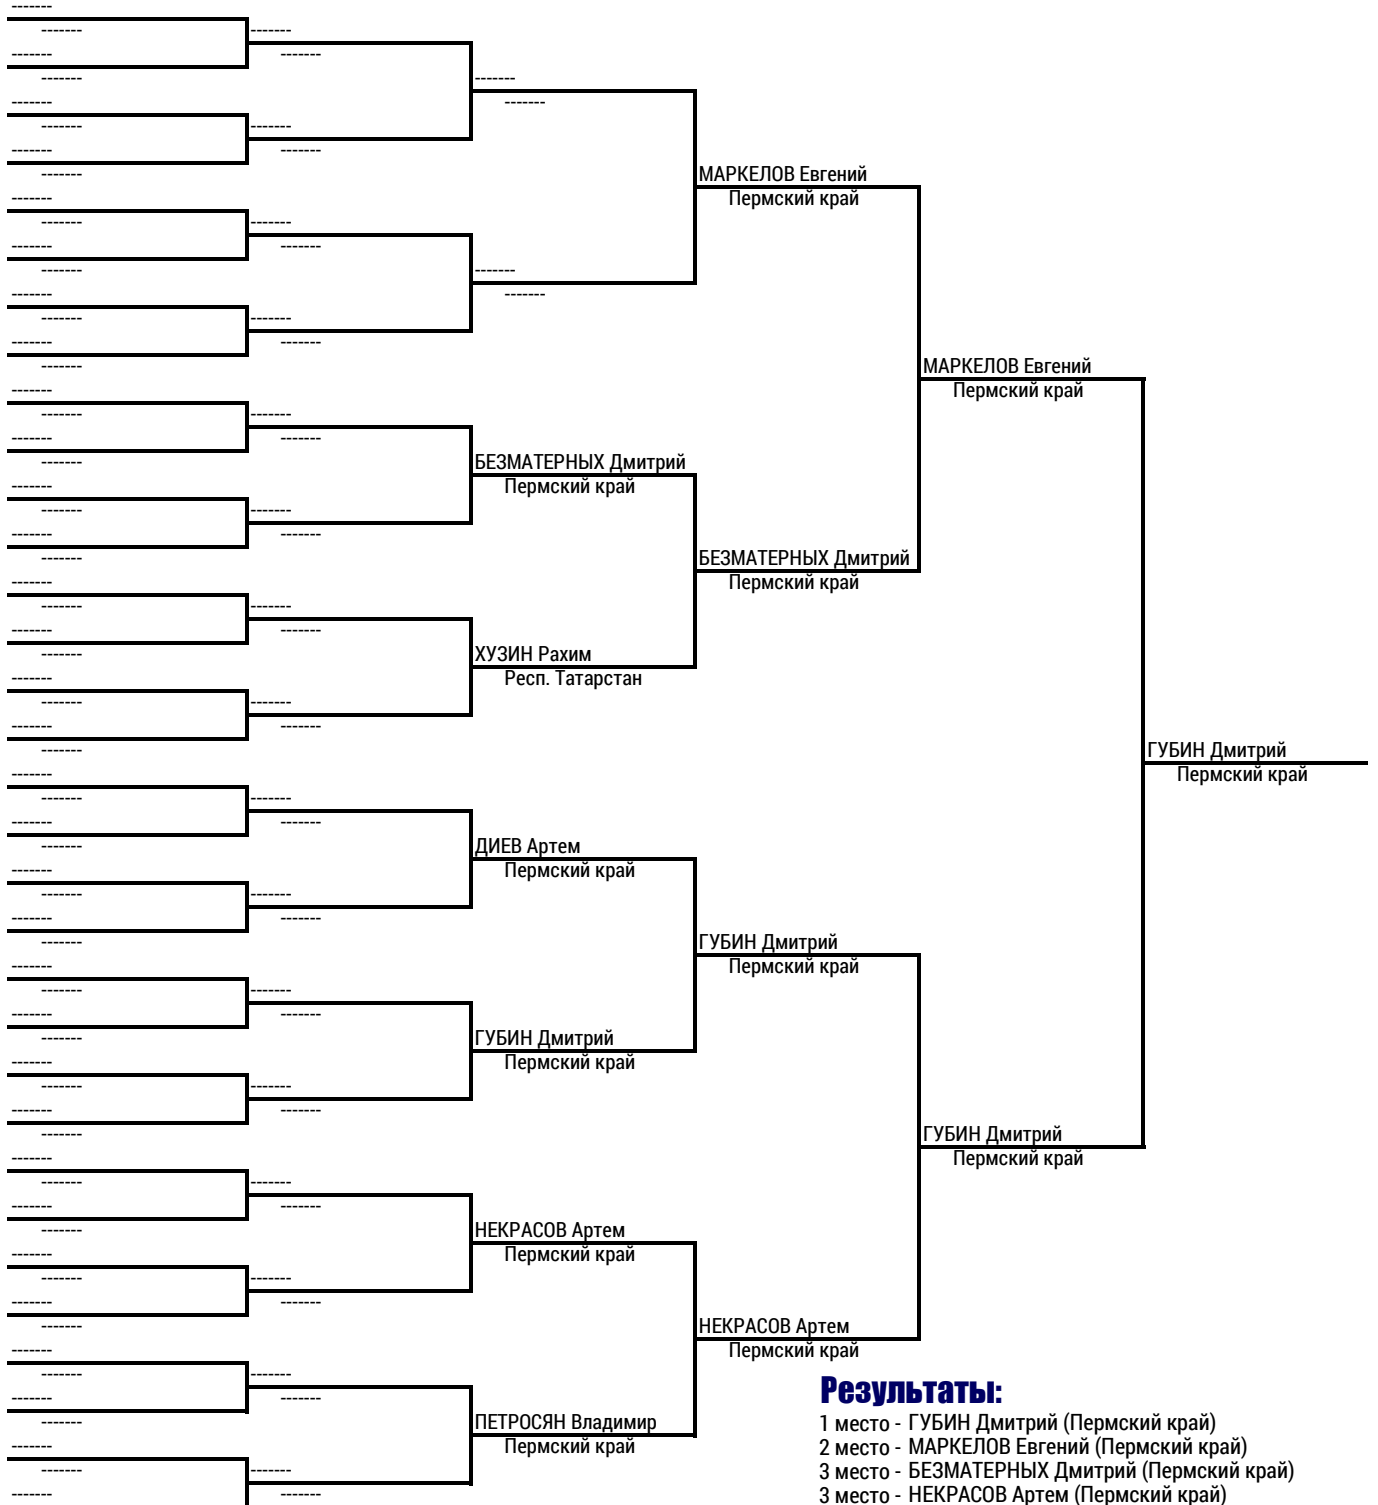 МАРКЕЛОВ Евгений
Пермский край
МАРКЕЛОВ Евгений
Пермский край
БЕЗМАТЕРНЫХ Дмитрий
Пермский край
БЕЗМАТЕРНЫХ Дмитрий
Пермский край
ХУЗИН Рахим
Респ. Татарстан
ГУБИН Дмитрий
Пермский край
ДИЕВ Артем
Пермский край
ГУБИН Дмитрий
Пермский край
ГУБИН Дмитрий
Пермский край
ГУБИН Дмитрий
Пермский край
НЕКРАСОВ Артем
Пермский край
НЕКРАСОВ Артем
Пермский край
ПЕТРОСЯН Владимир
Пермский край
Результаты:
1 место - ГУБИН Дмитрий (Пермский край)
2 место - МАРКЕЛОВ Евгений (Пермский край)
3 место - БЕЗМАТЕРНЫХ Дмитрий (Пермский край)
3 место - НЕКРАСОВ Артем (Пермский край)